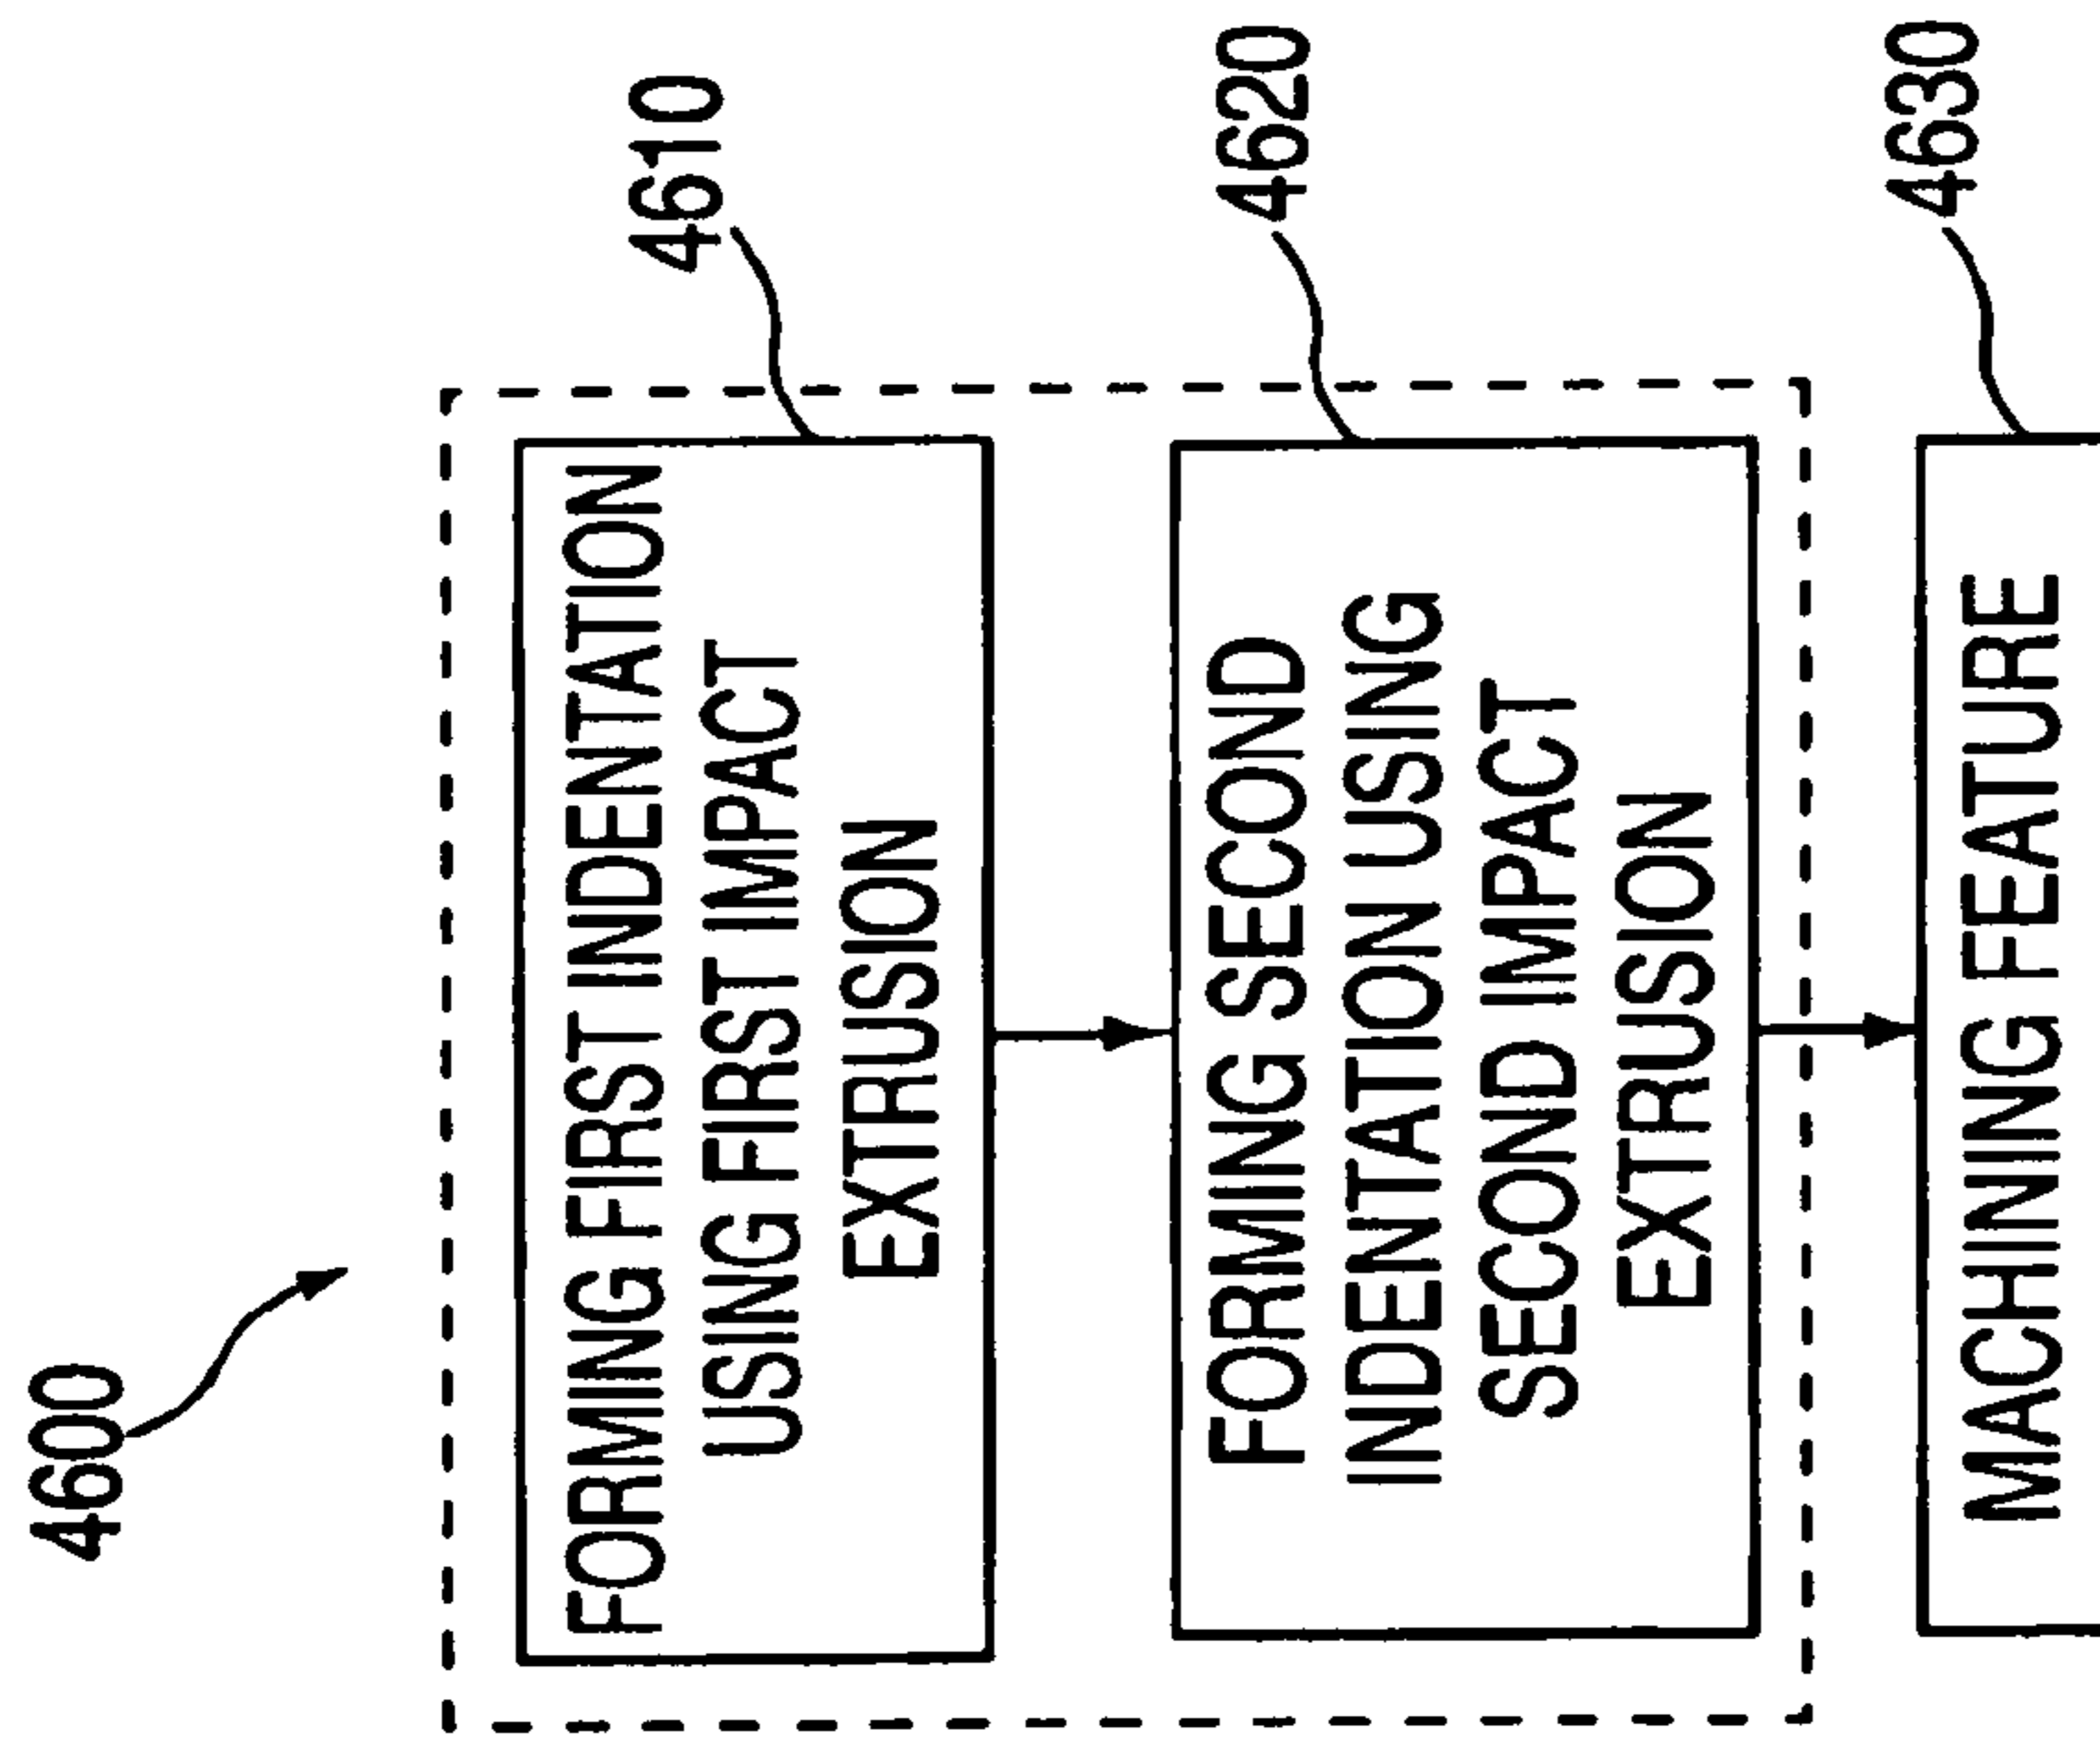 4600
4610
FORMING FIRST INDENTATION
USING FIRST IMPACT
EXTRUSION
4620
FORMING SECOND
INDENTATION USING
SECOND IMPACT
EXTRUSION
4630
MACHINING FEATURE